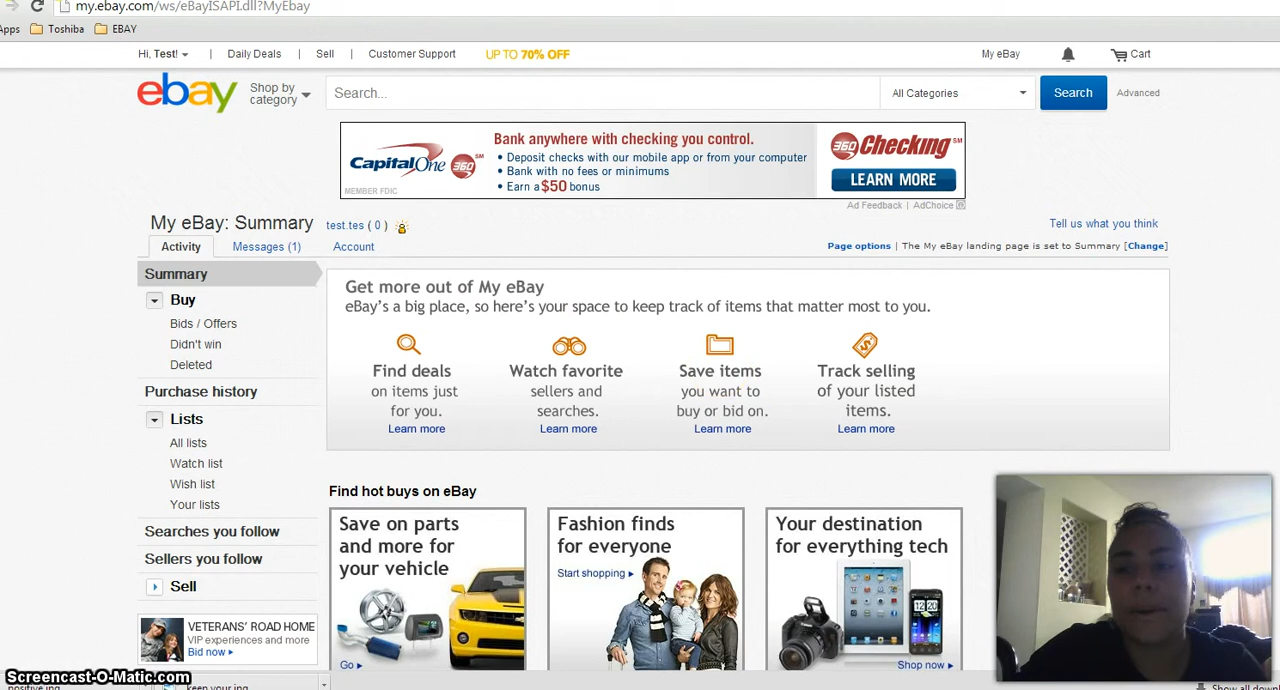 my.ebay.com/ws/eBayISAPI.dll?MyEbay
Apps Toshiba EBAY
Hi, Test! | Daily Deals | Sell | Customer Support UP TO 70% OFF My eBay Cart
ebay Shop by category Search... All Categories Search Advanced
Bank anywhere with checking you control.
• Deposit checks with our mobile app or from your computer
• Bank with no fees or minimums
• Earn a $50 bonus
Capital One 360 SM
MEMBER FDIC
360 Checking SM
LEARN MORE
Ad Feedback | AdChoice
My eBay: Summary test.tes ( 0 ) Tell us what you think
Activity Messages (1) Account Page options | The My eBay landing page is set to Summary [Change]
Summary
Buy
Bids / Offers
Didn't win
Deleted
Purchase history
Lists
All lists
Watch list
Wish list
Your lists
Searches you follow
Sellers you follow
Sell
VETERANS' ROAD HOME
VIP experiences and more
Bid now
Get more out of My eBay
eBay's a big place, so here's your space to keep track of items that matter most to you.
Find deals
on items just
for you.
Learn more
Watch favorite
sellers and
searches.
Learn more
Save items
you want to
buy or bid on.
Learn more
Track selling
of your listed
items.
Learn more
Find hot buys on eBay
Save on parts
and more for
your vehicle
Go
Fashion finds
for everyone
Start shopping
Your destination
for everything tech
12 20
Shop now
Screencast-O-Matic.com